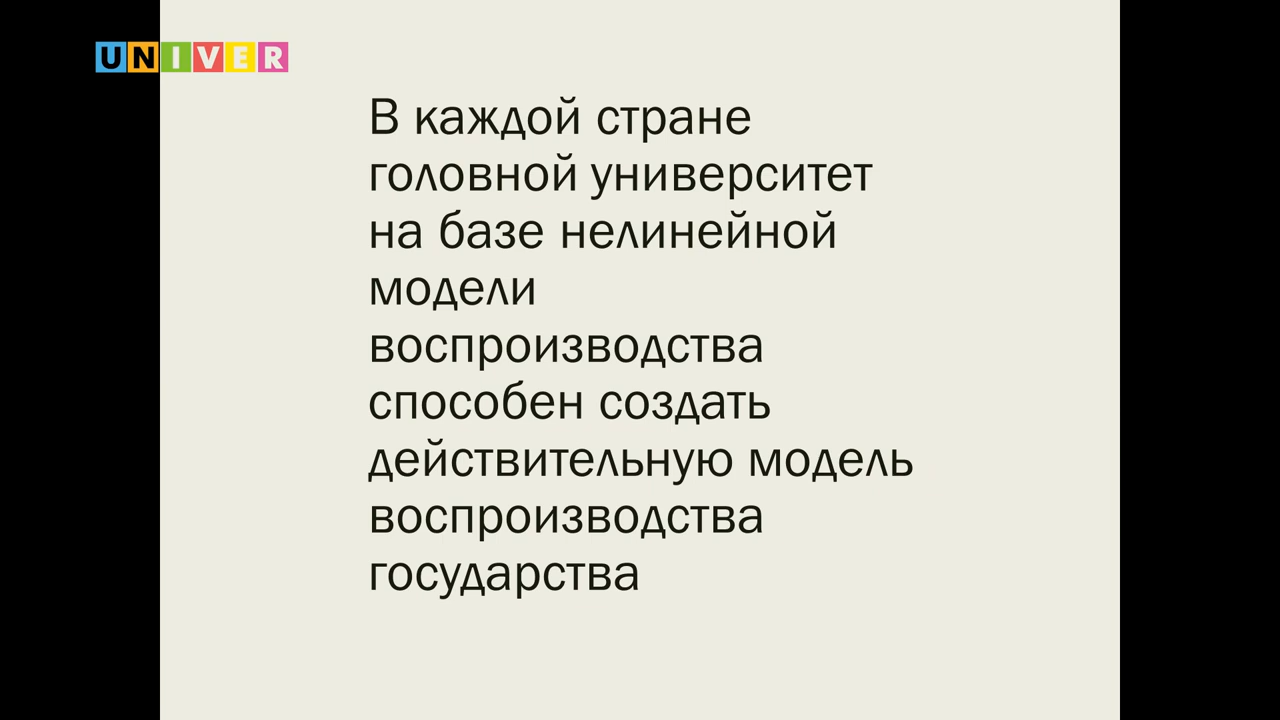 UNIVER
В каждой стране
головной университет
на базе нелинейной
модели
воспроизводства
способен создать
действительную модель
воспроизводства
государства